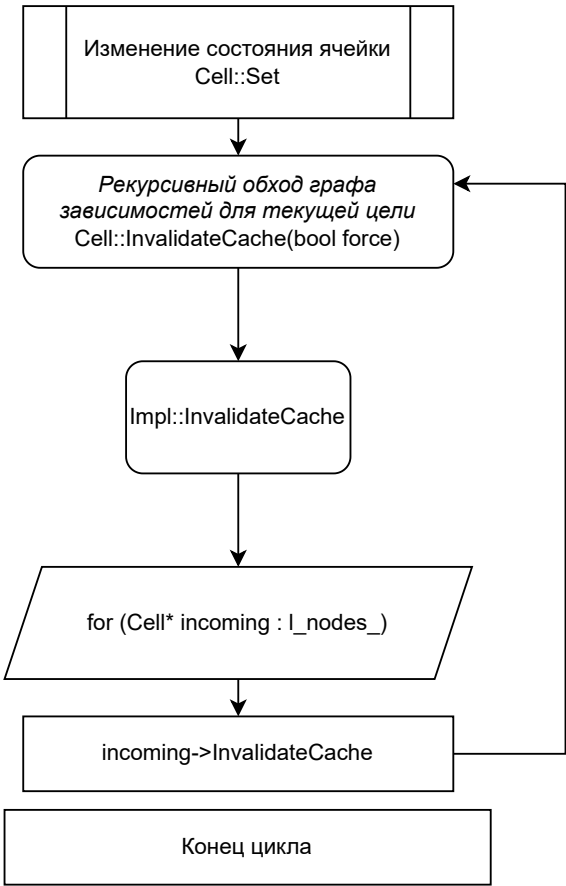 Изменение состояния ячейки
Cell::Set
Рекурсивный обход графа
зависимостей для текущей цели
Cell::InvalidateCache(bool force)
Impl::InvalidateCache
for (Cell* incoming : l_nodes_)
incoming->InvalidateCache
Конец цикла